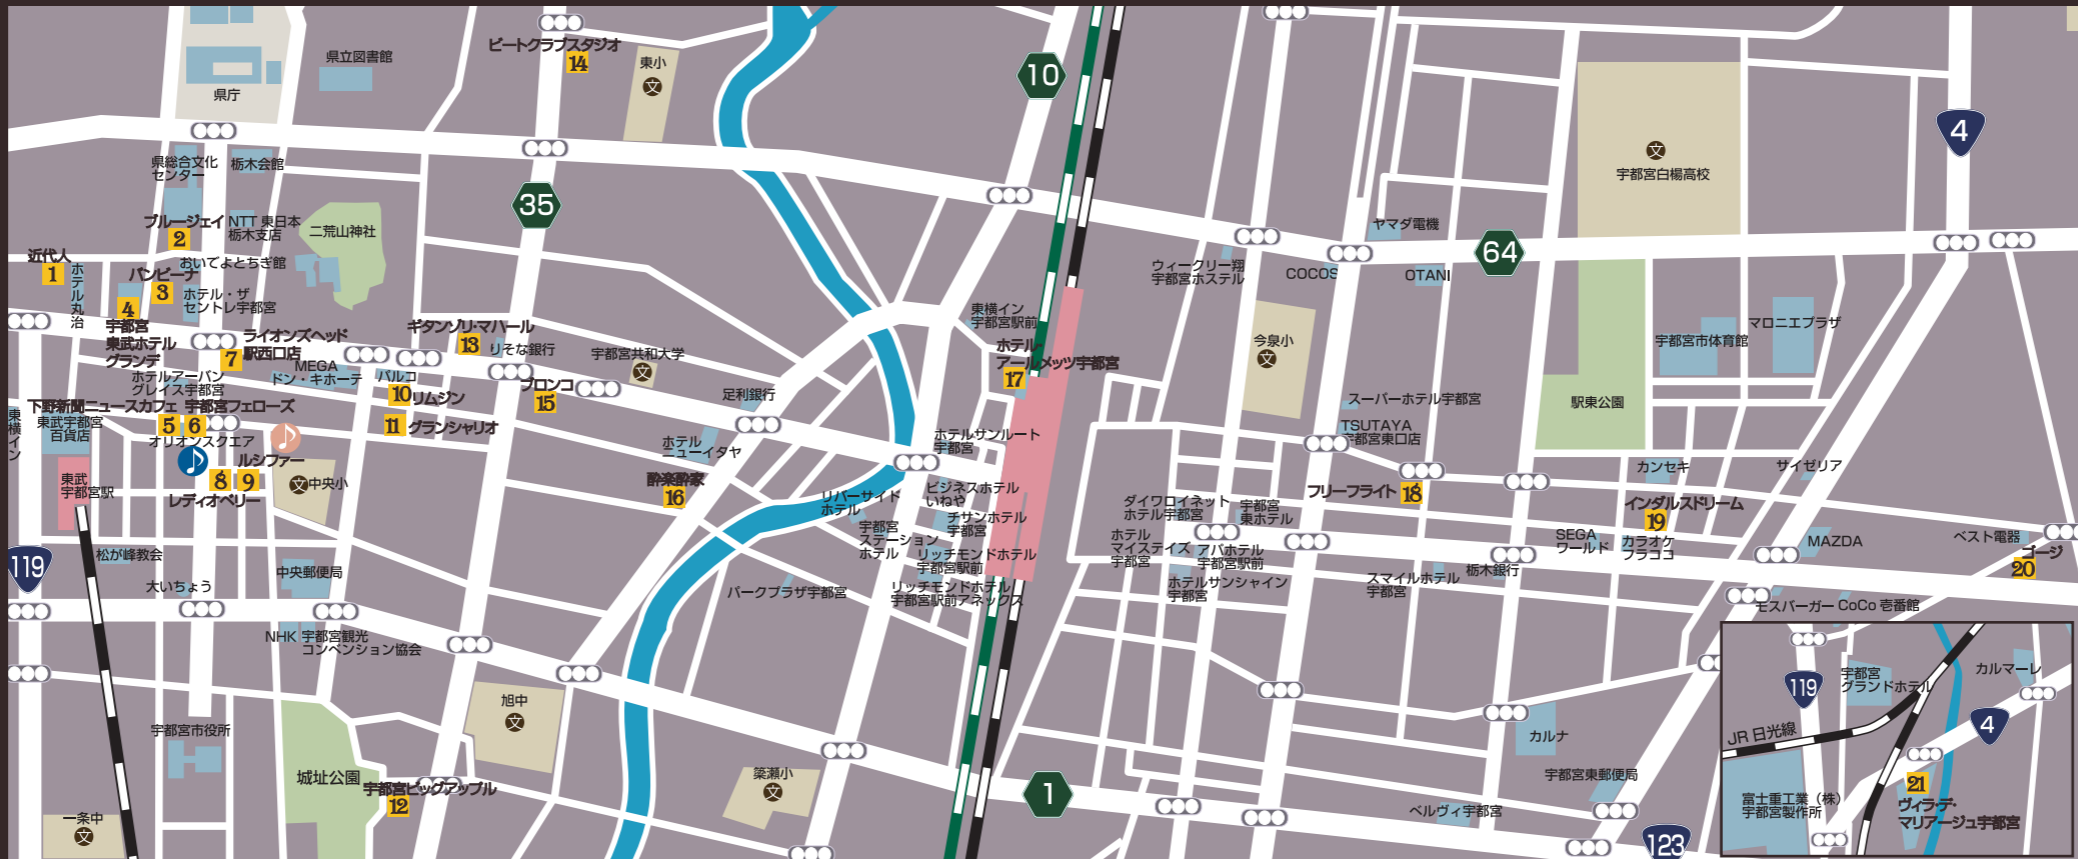 県庁
県立図書館
ビートクラブスタジオ
14
東小
文
10
4
文
宇都宮白楊高校
県総合文化
センター
栃木会館
35
ブルージェイ
2
NTT 東日本
栃木支店
二荒山神社
ヤマダ電機
64
近代人
1
ホテル丸治
おいでよとちぎ館
バンビーナ
3
ホテル・ザ
セントレ宇都宮
ウィークリー翔
宇都宮ホステル
COCOS
OTANI
4
宇都宮
東武ホテル
グランデ
7
ライオンズヘッド
駅西口店
ギタンゾリ・マハール
13
りそな銀行
宇都宮共和大学
文
東横イン
宇都宮駅前
ホテル・
アールメッツ宇都宮
17
今泉小
文
宇都宮市体育館
マロニエプラザ
MEGA
ドン・キホーテ
ホテルアーバン
グレイス宇都宮
パルコ
10
リムジン
ブロンコ
15
足利銀行
スーパーホテル宇都宮
駅東公園
下野新聞ニュースカフェ
5
宇都宮フェローズ
6
東横イン
東武宇都宮
百貨店
オリオンスクエア
11
グランシャリオ
ホテル
ニューイタヤ
ホテルサンルート
宇都宮
TSUTAYA
宇都宮東口店
ルシファー
8
9
レディオベリー
東武
宇都宮駅
文
中央小
酔楽酔家
16
リバーサイド
ホテル
ビジネスホテル
いねや
チサンホテル
宇都宮
宇都宮
ステーション
ホテル
リッチモンドホテル
宇都宮駅前
リッチモンドホテル
宇都宮駅前アネックス
ダイワロイネット
ホテル宇都宮
宇都宮
東ホテル
ホテル
マイステイズ
宇都宮
アパホテル
宇都宮駅前
ホテルサンシャイン
宇都宮
フリーフライト
18
カンセキ
サイゼリア
インダルスドリーム
19
SEGA
ワールド
カラオケ
フラココ
MAZDA
ベスト電器
ゴージ
20
119
松が峰教会
大いちょう
中央郵便局
パークプラザ宇都宮
スマイルホテル
宇都宮
栃木銀行
モスバーガー
CoCo 壱番館
NHK
宇都宮観光
コンベンション協会
旭中
文
宇都宮市役所
城址公園
宇都宮ビッグアップル
12
一条中
文
簗瀬小
文
1
カルナ
宇都宮東郵便局
ベルヴィ宇都宮
123
119
宇都宮
グランドホテル
カルマーレ
4
JR 日光線
21
富士重工業（株）
宇都宮製作所
ヴィラ・デ・
マリアージュ宇都宮